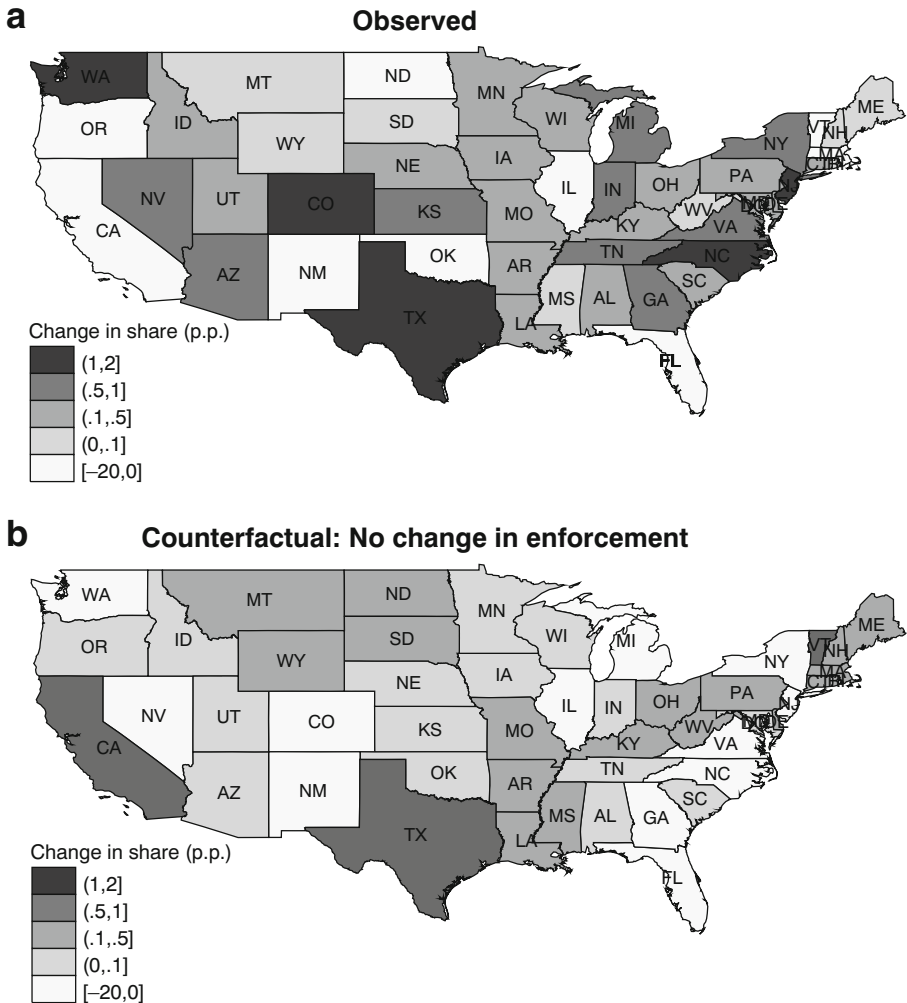 a
Observed
WA
MT
ND
MN
ME
OR
ID
SD
WI
MI
VT
NH
NY
MA
WY
IA
NE
PA
NJ
NV
UT
CO
IL
IN
OH
CA
KS
MO
WV
VA
KY
AZ
NM
OK
AR
TN
NC
SC
TX
LA
MS
AL
GA
FL
Change in share (p.p.)
(1,2]
(.5,1]
(.1,.5]
(0,.1]
[–20,0]
b
Counterfactual: No change in enforcement
WA
MT
ND
MN
ME
OR
ID
SD
WI
MI
VT
NH
NY
MA
WY
IA
NE
PA
NJ
NV
UT
CO
IL
IN
OH
CA
KS
MO
WV
VA
KY
AZ
NM
OK
AR
TN
NC
SC
TX
LA
MS
AL
GA
FL
Change in share (p.p.)
(1,2]
(.5,1]
(.1,.5]
(0,.1]
[–20,0]